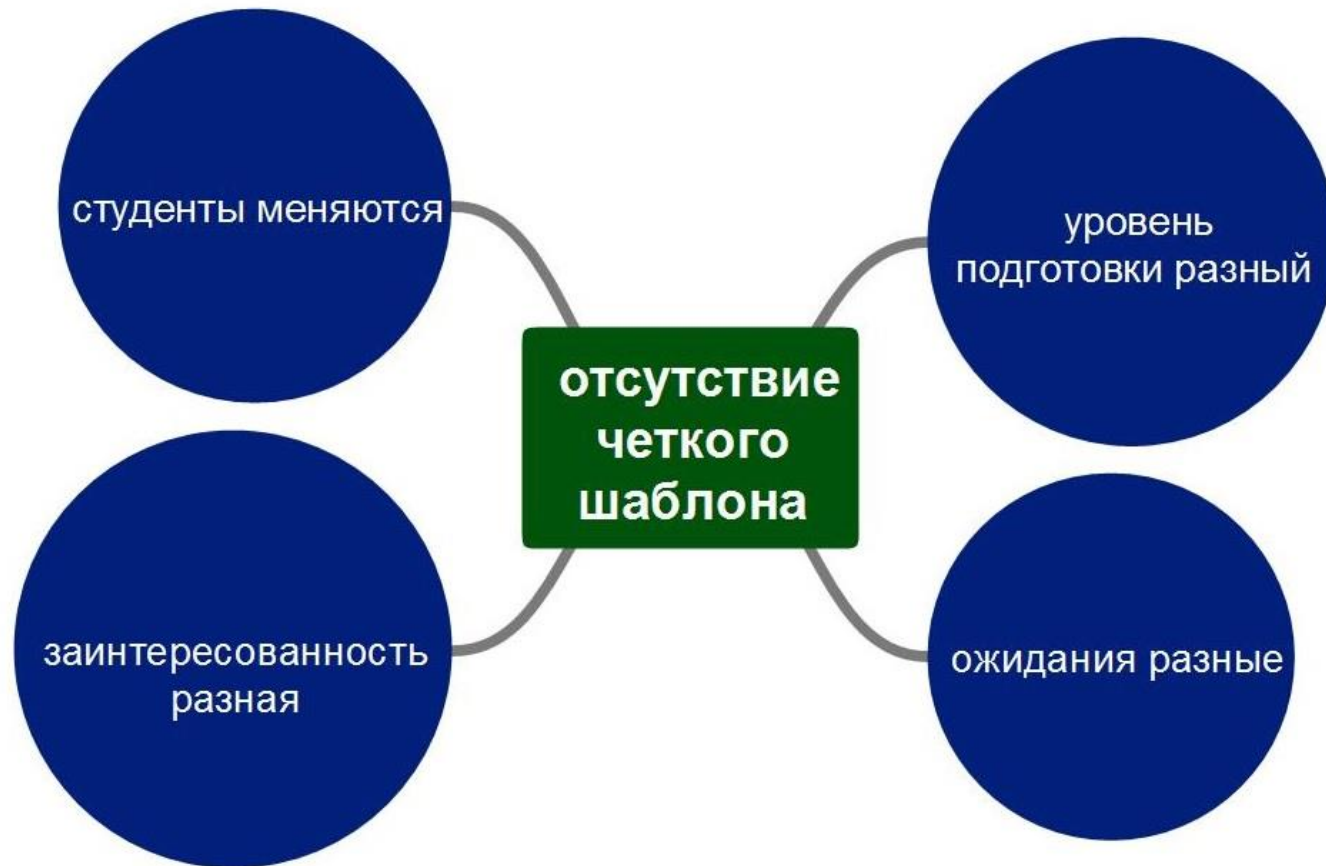 студенты меняются
уровень
подготовки разный
отсутствие
четкого
шаблона
заинтересованность
разная
ожидания разные